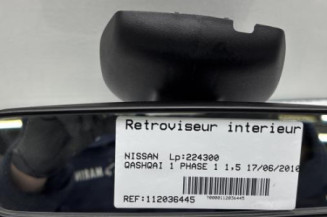 Retroviseur interieur
NISSAN Lp:224300
QASHQAI 1 PHASE 1 1.5 17/06/2010
REF:112036445